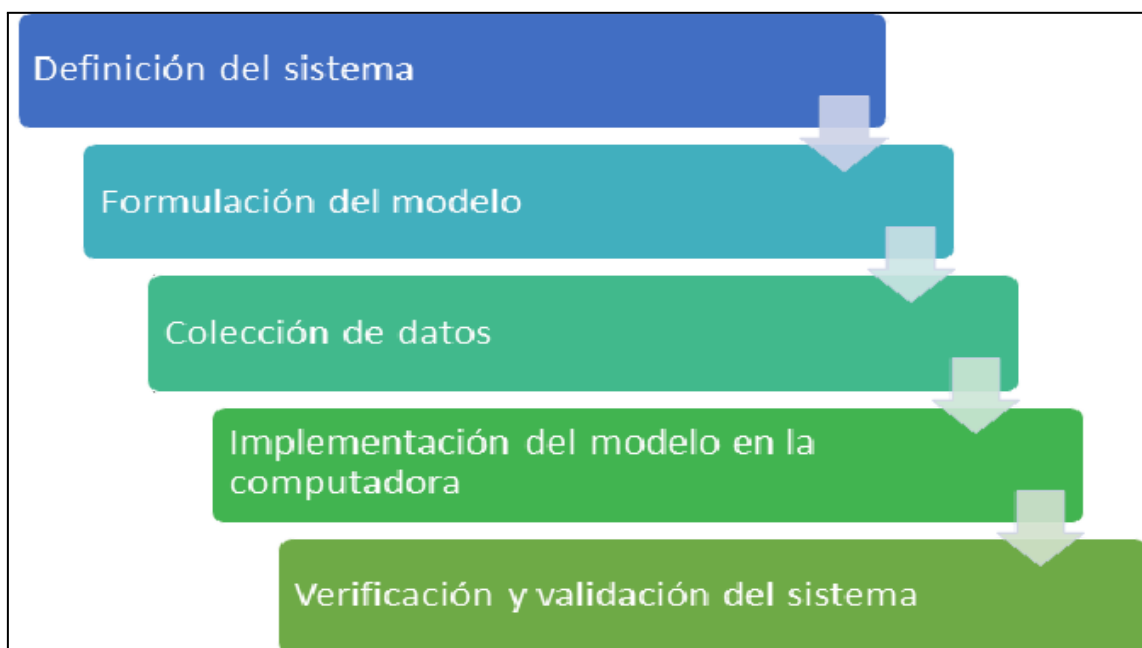 Definición del sistema
Formulación del modelo
Colección de datos
Implementación del modelo en la
computadora
Verificación y validación del sistema